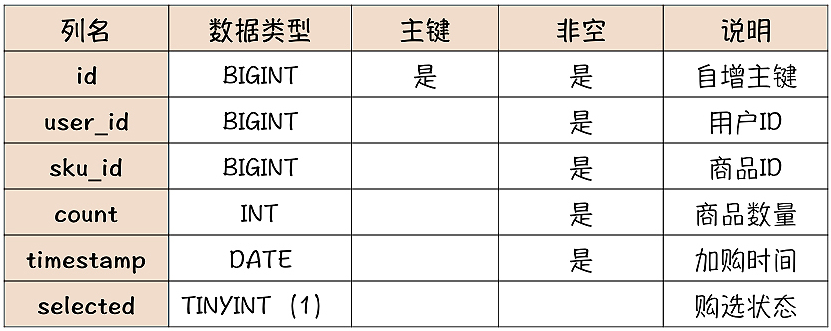 列名 数据类型 主键 非空 说明
id BIGINT 是 是 自增主键
user_id BIGINT 是 用户ID
sku_id BIGINT 是 商品ID
count INT 是 商品数量
timestamp DATE 是 加购时间
selected TINYINT（1） 购选状态